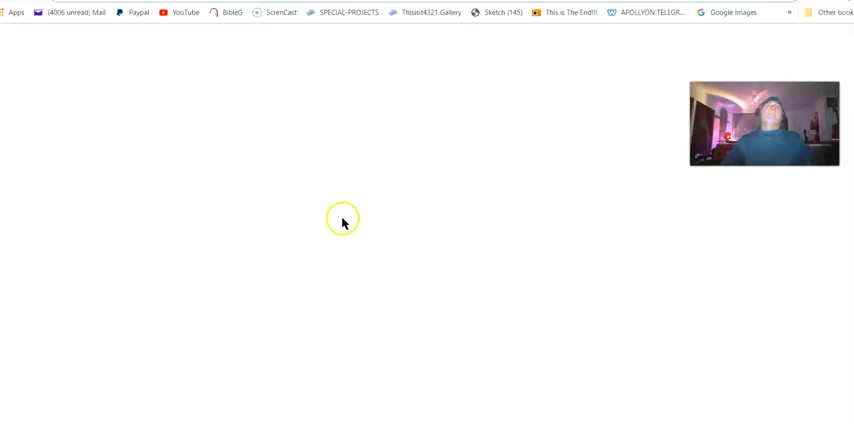 Apps (4006 unread) Mail Paypal YouTube BibleG ScrenCast SPECIAL-PROJECTS Thisisit4321 Gallery Sketch (145) This is The End!!! APOLLYON TELEGR... Google Images » Other book